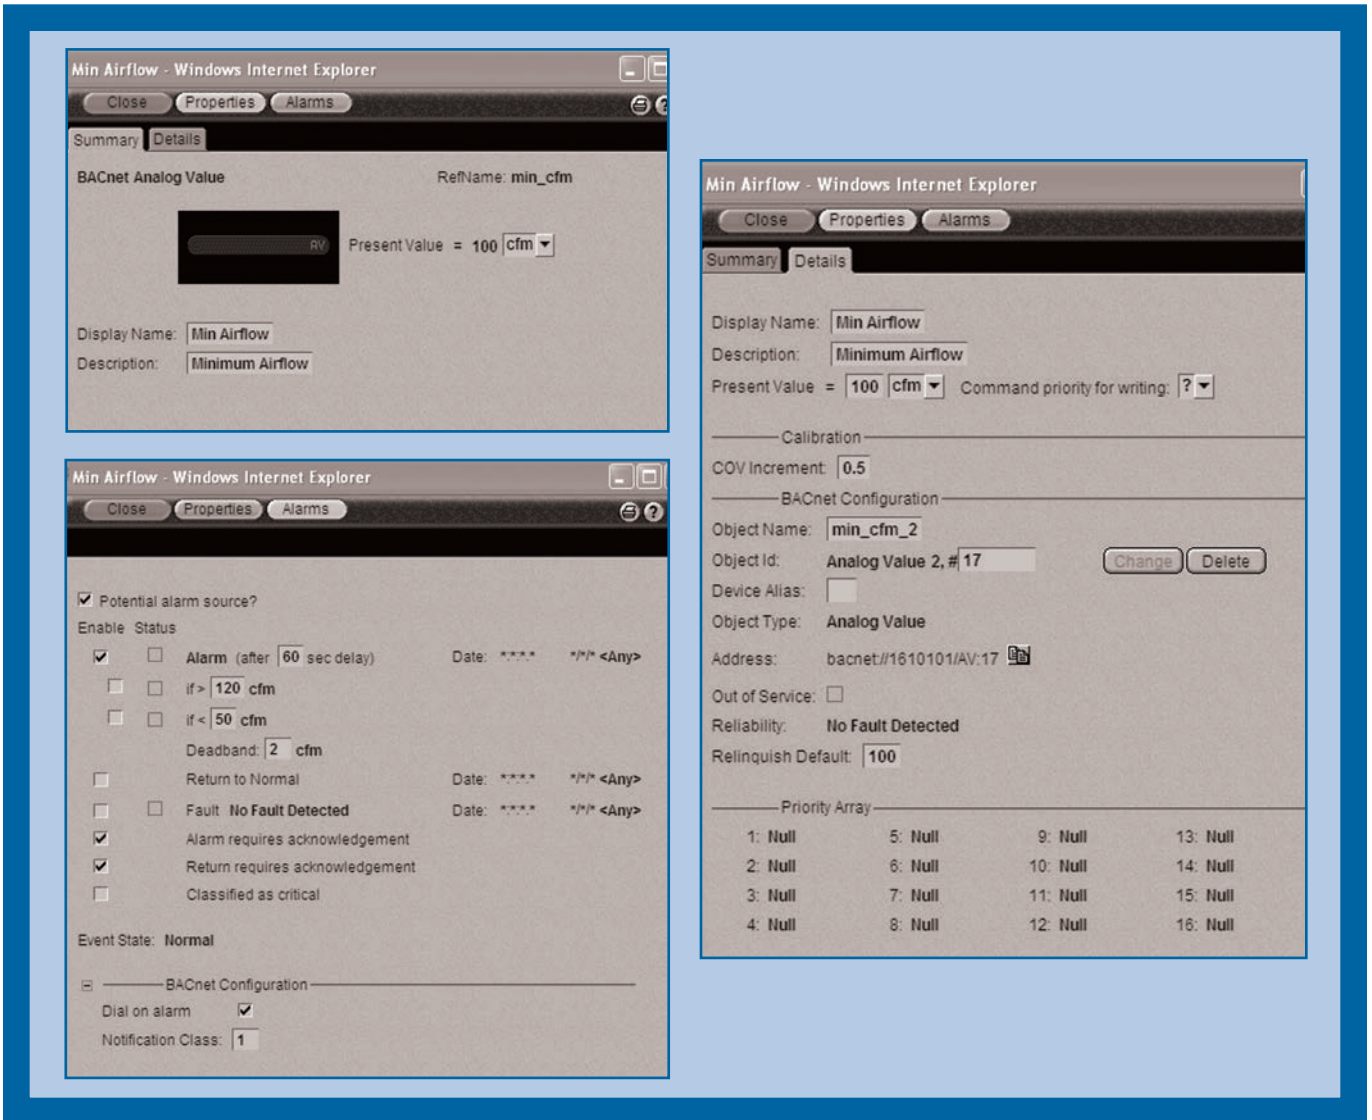 Min Airflow - Windows Internet Explorer
Close Properties Alarms
Summary Details
BACnet Analog Value RefName: min_cfm
AV Present Value = 100 cfm
Display Name: Min Airflow
Description: Minimum Airflow
Min Airflow - Windows Internet Explorer
Close Properties Alarms ?
Potential alarm source?
Enable Status
Alarm (after 60 sec delay) Date: *:*:*.* */*/* <Any>
if > 120 cfm
if < 50 cfm
Deadband: 2 cfm
Return to Normal Date: *:*:*.* */*/* <Any>
Fault No Fault Detected Date: *:*:*.* */*/* <Any>
Alarm requires acknowledgement
Return requires acknowledgement
Classified as critical
Event State: Normal
BACnet Configuration
Dial on alarm
Notification Class: 1
Min Airflow - Windows Internet Explorer
Close Properties Alarms
Summary Details
Display Name: Min Airflow
Description: Minimum Airflow
Present Value = 100 cfm Command priority for writing: ?
Calibration
COV Increment: 0.5
BACnet Configuration
Object Name: min_cfm_2
Object Id: Analog Value 2, # 17 Change Delete
Device Alias:
Object Type: Analog Value
Address: bacnet://1610101/AV:17
Out of Service:
Reliability: No Fault Detected
Relinquish Default: 100
Priority Array
1: Null 5: Null 9: Null 13: Null
2: Null 6: Null 10: Null 14: Null
3: Null 7: Null 11: Null 15: Null
4: Null 8: Null 12: Null 16: Null